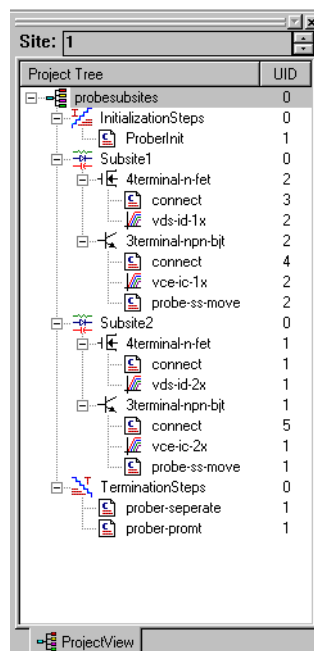 Site: 1
Project Tree UID
probesubsites 0
InitializationSteps 0
ProberInit 1
Subsite1 0
4terminal-n-fet 2
connect 3
vds-id-1x 2
3terminal-npn-bjt 2
connect 4
vce-ic-1x 2
probe-ss-move 2
Subsite2 0
4terminal-n-fet 1
connect 1
vds-id-2x 1
3terminal-npn-bjt 1
connect 5
vce-ic-2x 1
probe-ss-move 1
TerminationSteps 0
prober-seperate 1
prober-promt 1
ProjectView